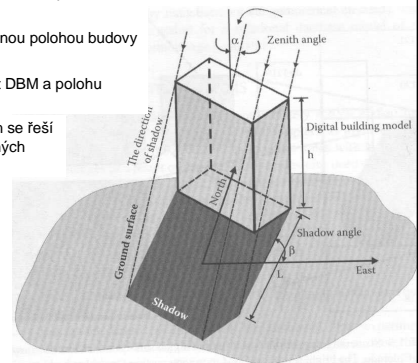 nou polohou budovy
DBM a polohu
se řeší
ných
α
Zenith angle
The direction
of shadow
Digital building model
h
North
Ground surface
Shadow angle
β
L
East
Shadow